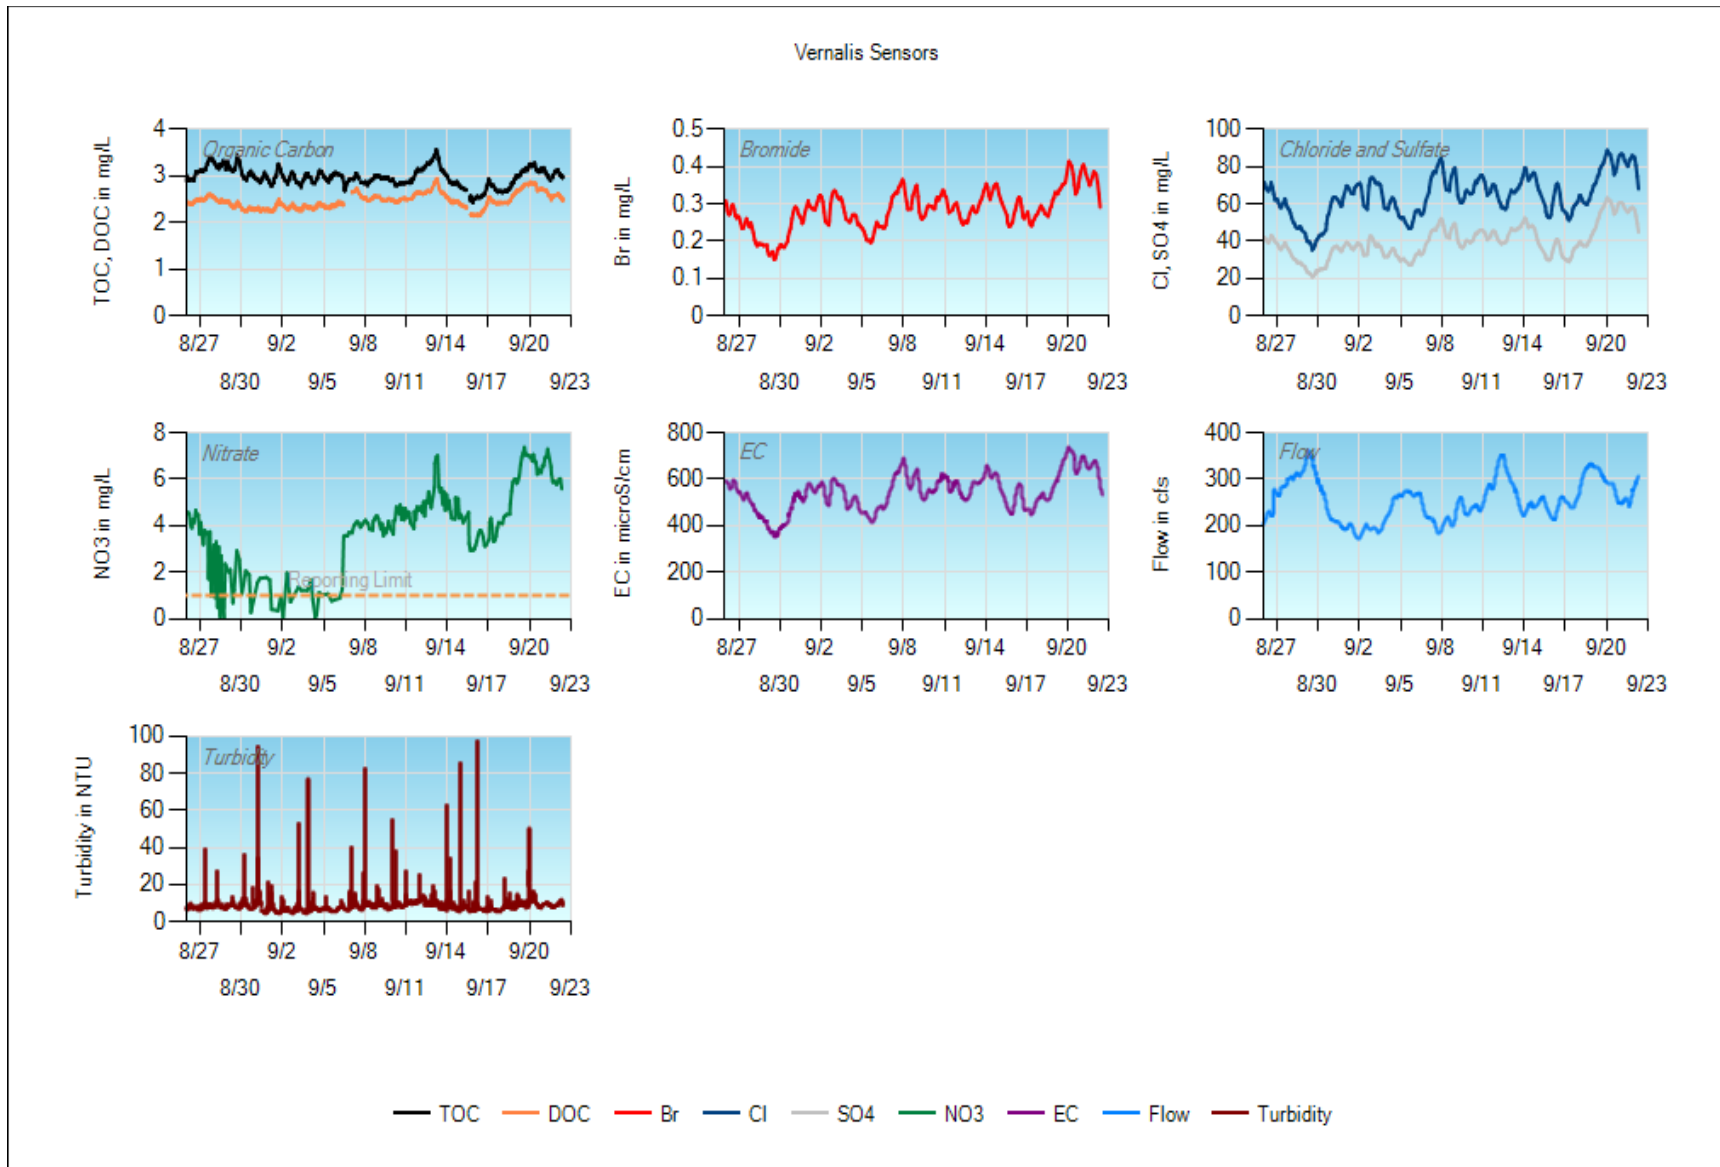 Vernalis Sensors
TOC, DOC in mg/L
4
3
2
1
0
Organic Carbon
8/27 9/2 9/8 9/14 9/20
8/30 9/5 9/11 9/17 9/23
Br in mg/L
0.5
0.4
0.3
0.2
0.1
0
Bromide
8/27 9/2 9/8 9/14 9/20
8/30 9/5 9/11 9/17 9/23
Cl, SO4 in mg/L
100
80
60
40
20
0
Chloride and Sulfate
8/27 9/2 9/8 9/14 9/20
8/30 9/5 9/11 9/17 9/23
NO3 in mg/L
8
6
4
2
0
Nitrate
Reporting Limit
8/27 9/2 9/8 9/14 9/20
8/30 9/5 9/11 9/17 9/23
EC in microS/cm
800
600
400
200
0
EC
8/27 9/2 9/8 9/14 9/20
8/30 9/5 9/11 9/17 9/23
Flow in cfs
400
300
200
100
0
Flow
8/27 9/2 9/8 9/14 9/20
8/30 9/5 9/11 9/17 9/23
Turbidity in NTU
100
80
60
40
20
0
Turbidity
8/27 9/2 9/8 9/14 9/20
8/30 9/5 9/11 9/17 9/23
TOC DOC Br Cl SO4 NO3 EC Flow Turbidity